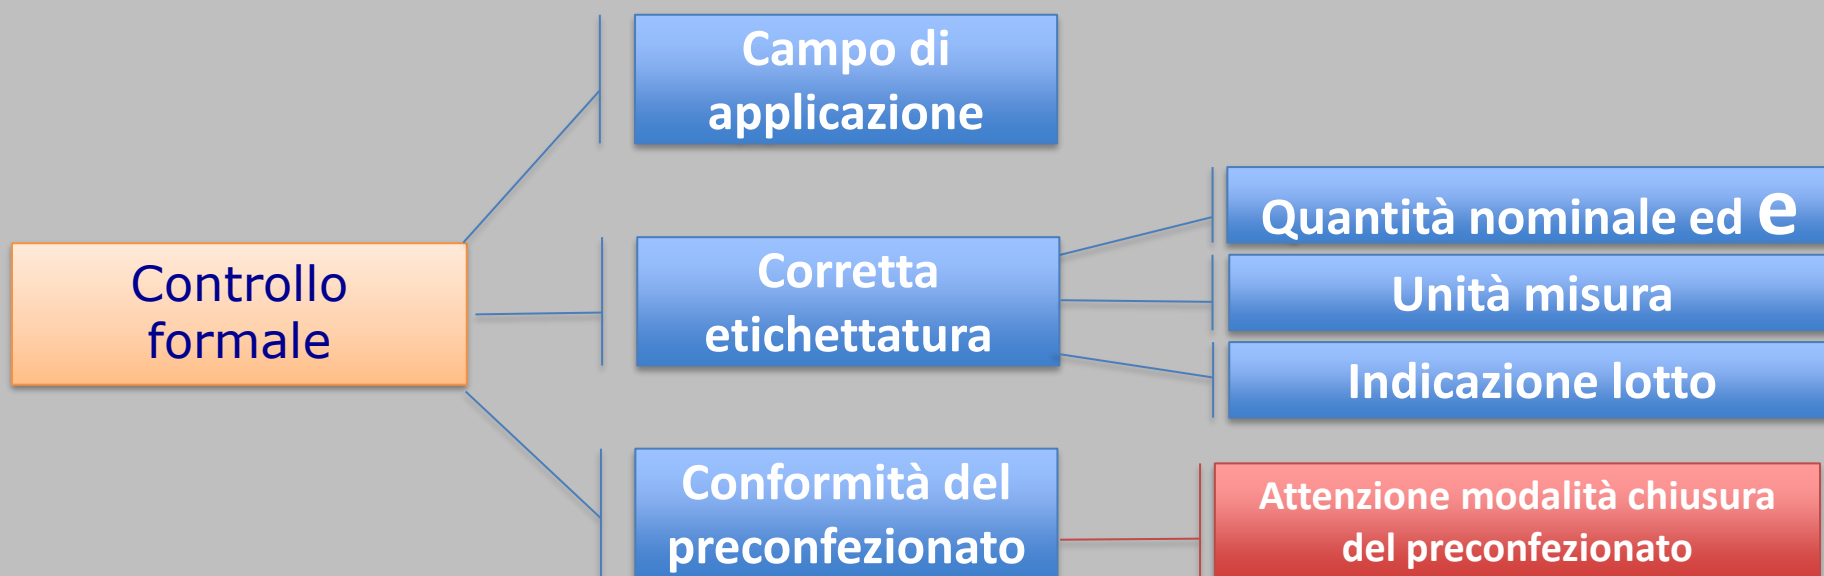 Campo di
applicazione
Controllo
formale
Corretta
etichettatura
Quantità nominale ed e
Unità misura
Indicazione lotto
Conformità del
preconfezionato
Attenzione modalità chiusura
del preconfezionato